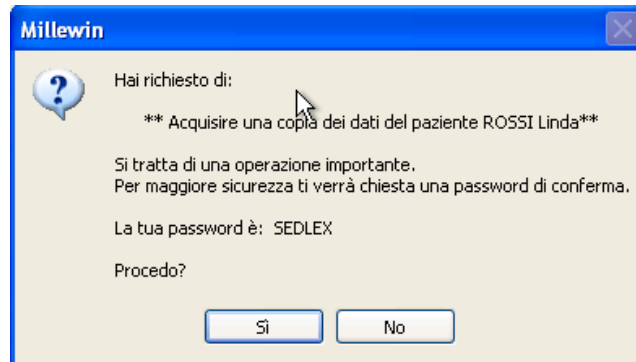 Millewin
Hai richiesto di:
** Acquisire una copia dei dati del paziente ROSSI Linda**
Si tratta di una operazione importante.
Per maggiore sicurezza ti verrà chiesta una password di conferma.
La tua password è: SEDLEX
Procedo?
Sì
No